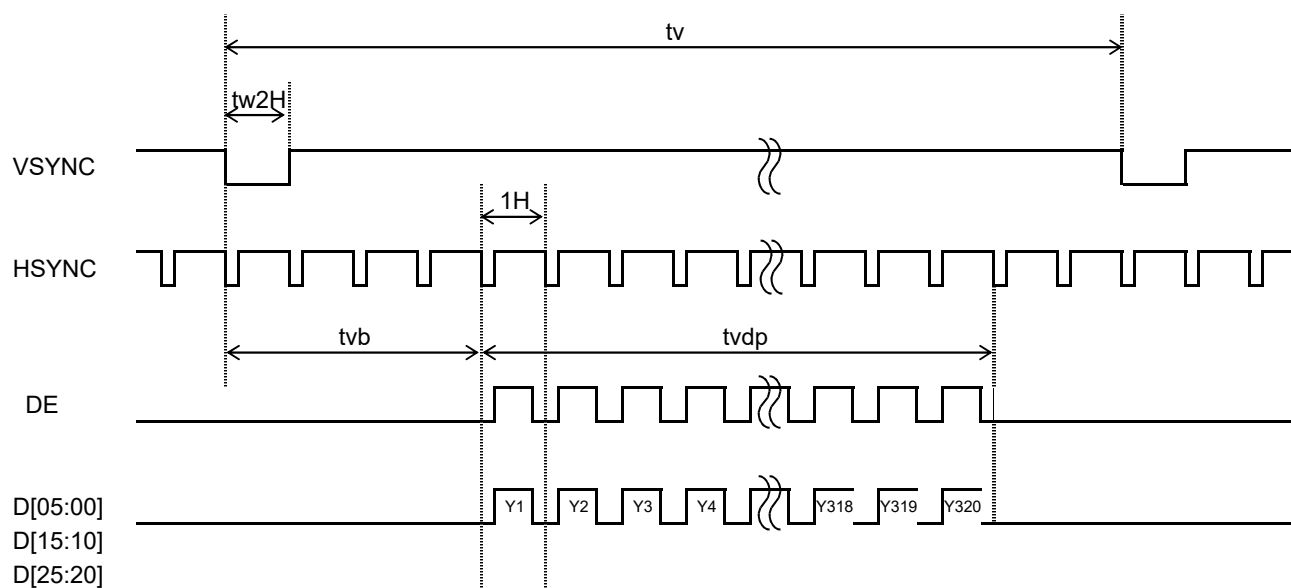 tv
tw2H
VSYNC
1H
HSYNC
tvb
tvdp
DE
D[05:00]
D[15:10]
D[25:20]
Y1 Y2 Y3 Y4 Y318 Y319 Y320